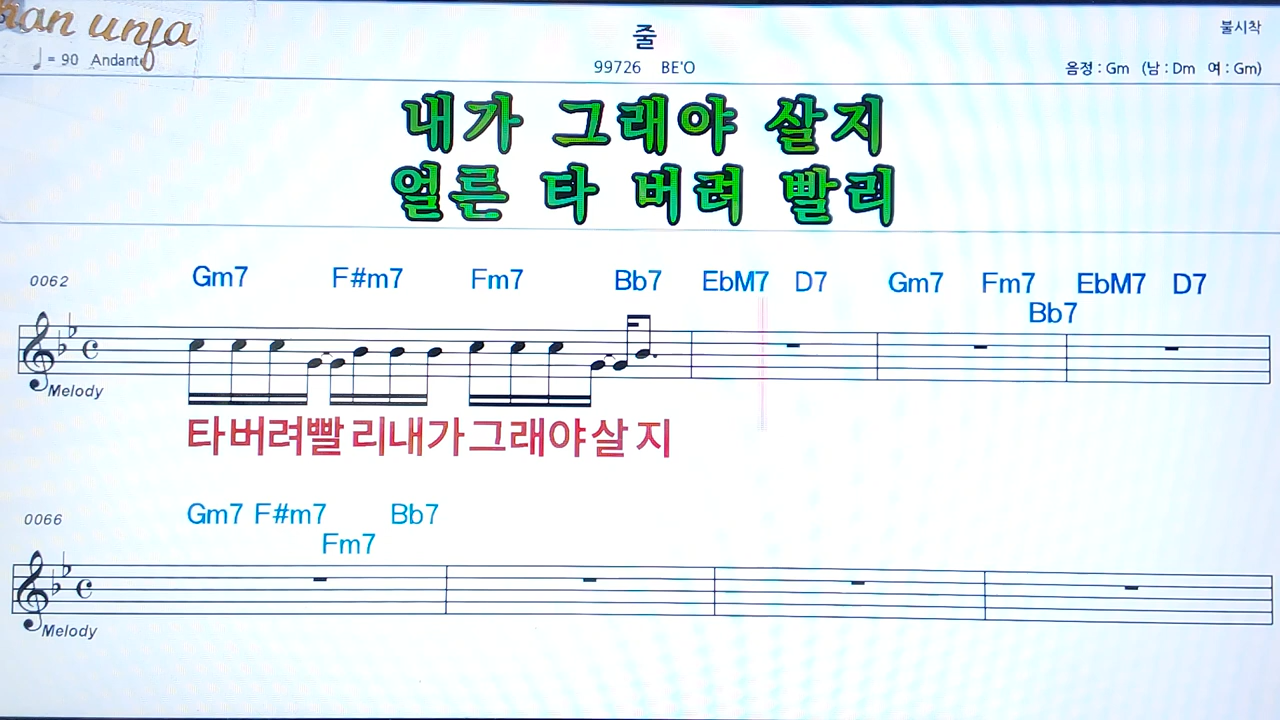 han unfa
줄
불시착
♩ = 90 Andante
99726 BE'O
음정 : Gm (남 : Dm 여 : Gm)
내가 그래야 살지
얼른 타 버려 빨리
0062 Gm7 F#m7 Fm7 Bb7 EbM7 D7 Gm7 Fm7 EbM7 D7
Bb7
Melody
타버려빨리내가그래야살지
0066 Gm7 F#m7 Bb7
Fm7
Melody